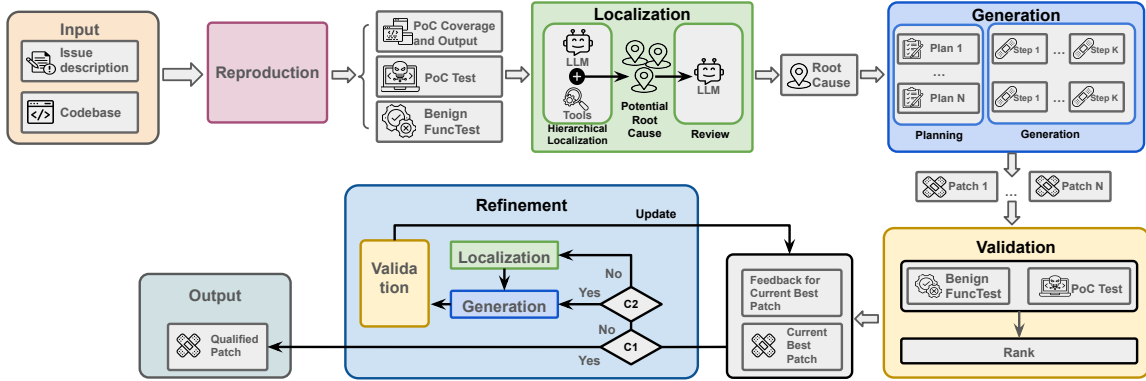 Input
Issue
description
Codebase
Reproduction
PoC Coverage
and Output
PoC Test
Benign
FuncTest
Localization
LLM
Tools
Hierarchical
Localization
Potential
Root
Cause
LLM
Review
Root
Cause
Generation
Plan 1
...
Plan N
Planning
Step 1
...
Step K
Step 1
...
Step K
Generation
Patch 1
...
Patch N
Validation
Benign
FuncTest
PoC Test
Rank
Feedback for
Current Best
Patch
Current
Best
Patch
Refinement
Update
Valida
tion
Localization
Generation
No
Yes
C2
No
C1
Yes
Output
Qualified
Patch